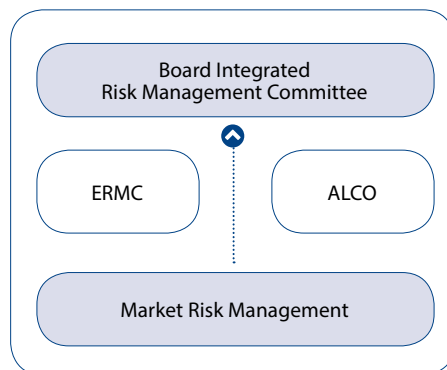 Board Integrated
Risk Management Committee
ERMC
ALCO
Market Risk Management